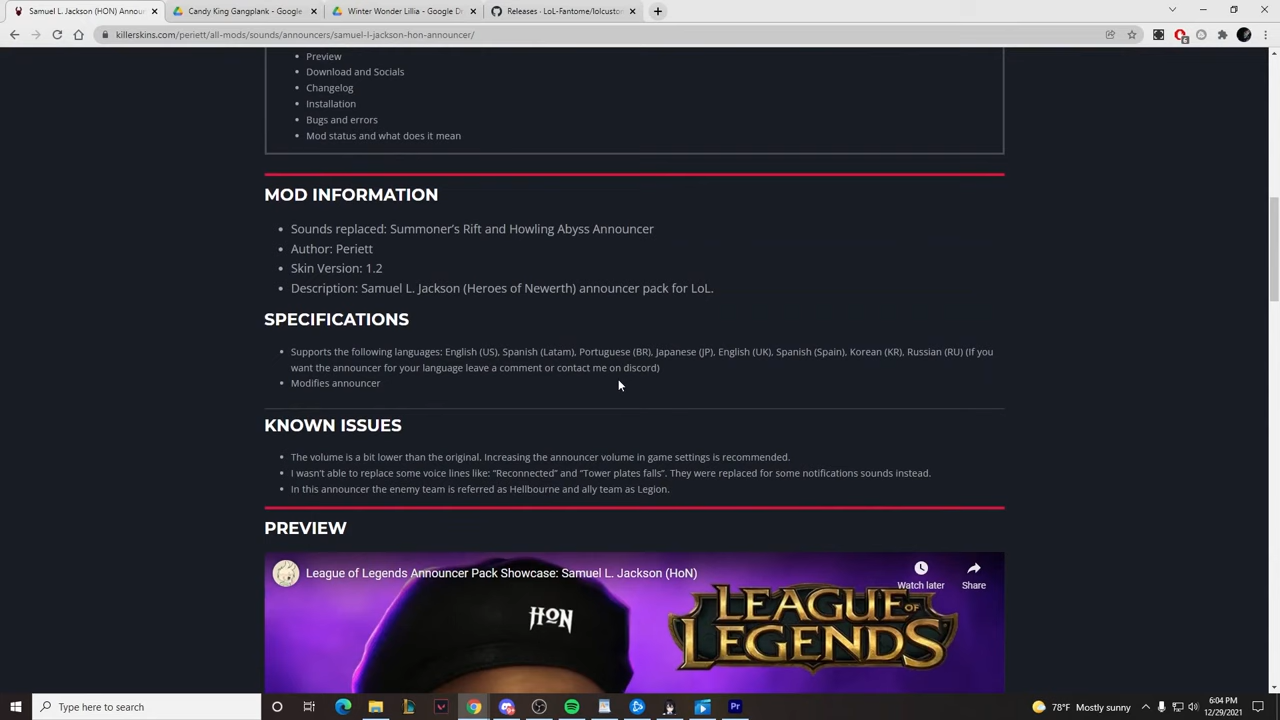 Samuel L. Jackson (HON) Announ
Candy King Gangplank - Google
Winter Wonder Lillia - Google D
Releases · LoL-Fantome/lolcustom
killerskins.com/periett/all-mods/sounds/announcers/samuel-l-jackson-hon-announcer/
Preview
Download and Socials
Changelog
Installation
Bugs and errors
Mod status and what does it mean
MOD INFORMATION
Sounds replaced: Summoner’s Rift and Howling Abyss Announcer
Author: Periett
Skin Version: 1.2
Description: Samuel L. Jackson (Heroes of Newerth) announcer pack for LoL.
SPECIFICATIONS
Supports the following languages: English (US), Spanish (Latam), Portuguese (BR), Japanese (JP), English (UK), Spanish (Spain), Korean (KR), Russian (RU) (If you
want the announcer for your language leave a comment or contact me on discord)
Modifies announcer
KNOWN ISSUES
The volume is a bit lower than the original. Increasing the announcer volume in game settings is recommended.
I wasn’t able to replace some voice lines like: “Reconnected” and “Tower plates falls”. They were replaced for some notifications sounds instead.
In this announcer the enemy team is referred as Hellbourne and ally team as Legion.
PREVIEW
League of Legends Announcer Pack Showcase: Samuel L. Jackson (HoN)
Watch later
Share
HON
LEAGUE OF
LEGENDS
Type here to search
Pr
78°F Mostly sunny
6:04 PM
12/29/2021